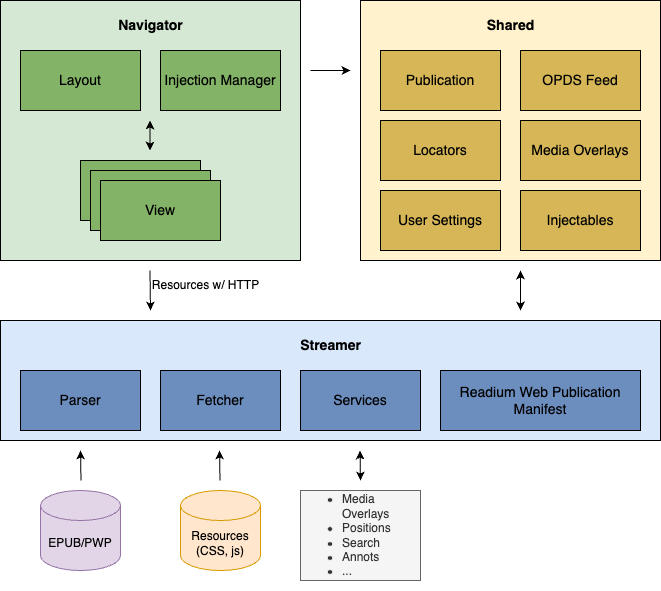 Navigator
Layout
Injection Manager
View
Shared
Publication
OPDS Feed
Locators
Media Overlays
User Settings
Injectables
Resources w/ HTTP
Streamer
Parser
Fetcher
Services
Readium Web Publication
Manifest
EPUB/PWP
Resources
(CSS, js)
• Media
Overlays
• Positions
• Search
• Annots
• ...